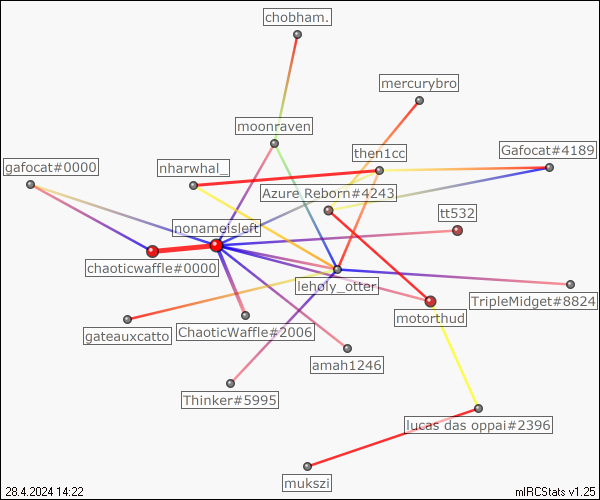 chobham.
mercurybro
moonraven
then1cc
Gafocat#4189
gafocat#0000
nharwhal_
Azure Reborn#4243
tt532
nonameisleft
chaoticwaffle#0000
leholy_otter
TripleMidget#8824
motorthud
gateauxcatto
ChaoticWaffle#2006
amah1246
Thinker#5995
lucas das oppai#2396
mukszi
28.4.2024 14:22
mIRCStats v1.25